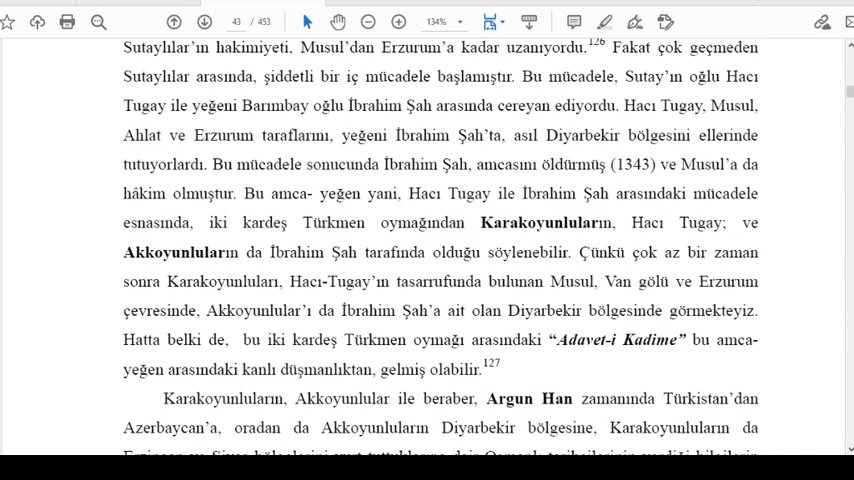 43 / 453
134%
Sutaylılar'ın hakimiyeti, Musul'dan Erzurum'a kadar uzanıyordu.126 Fakat çok geçmeden
Sutaylılar arasında, şiddetli bir iç mücadele başlamıştır. Bu mücadele, Sutay'ın oğlu Hacı
Tugay ile yeğeni Barımbay oğlu İbrahim Şah arasında cereyan ediyordu. Hacı Tugay, Musul,
Ahlat ve Erzurum taraflarını, yeğeni İbrahim Şah'ta, asıl Diyarbekir bölgesini ellerinde
tutuyorlardı. Bu mücadele sonucunda İbrahim Şah, amcasını öldürmüş (1343) ve Musul'a da
hâkim olmuştur. Bu amca- yeğen yani, Hacı Tugay ile İbrahim Şah arasındaki mücadele
esnasında, iki kardeş Türkmen oymağından Karakoyunluların, Hacı Tugay; ve
Akkoyunluların da İbrahim Şah tarafında olduğu söylenebilir. Çünkü çok az bir zaman
sonra Karakoyunluları, Hacı-Tugay'ın tasarrufunda bulunan Musul, Van gölü ve Erzurum
çevresinde, Akkoyunlular'ı da İbrahim Şah'a ait olan Diyarbekir bölgesinde görmekteyiz.
Hatta belki de, bu iki kardeş Türkmen oymağı arasındaki “Adavet-i Kadime” bu amca-
yeğen arasındaki kanlı düşmanlıktan, gelmiş olabilir.127
Karakoyunluların, Akkoyunlular ile beraber, Argun Han zamanında Türkistan'dan
Azerbaycan'a, oradan da Akkoyunluların Diyarbekir bölgesine, Karakoyunluların da